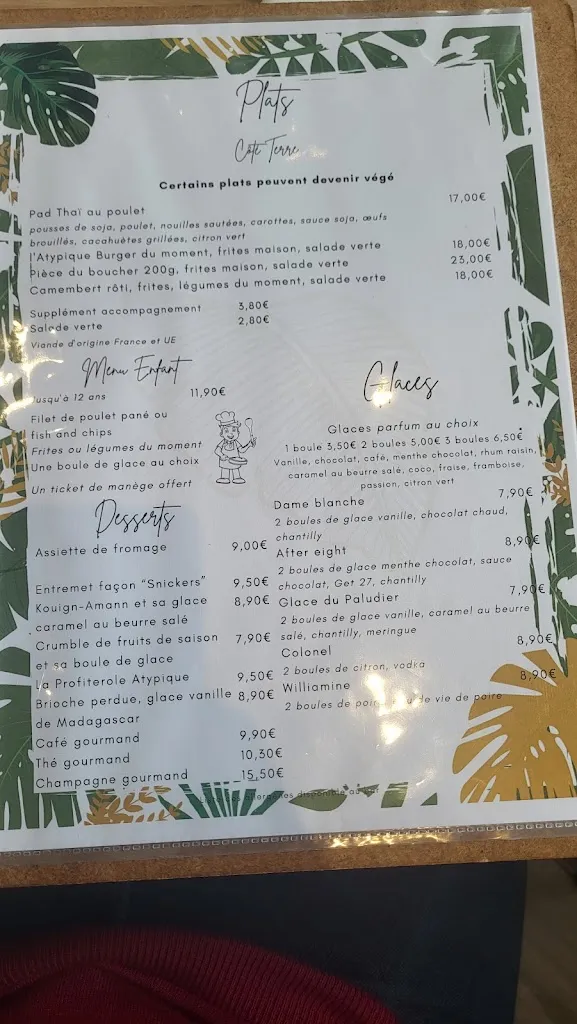 Plats
Côté Terre
Certains plats peuvent devenir végé
Pad Thaï au poulet 17,00€
pousses de soja, poulet, nouilles sautées, carottes, sauce soja, œufs
brouillés, cacahuètes grillées, citron vert
l'Atypique Burger du moment, frites maison, salade verte 18,00€
Pièce du boucher 200g, frites maison, salade verte 23,00€
Camembert rôti, frites, légumes du moment, salade verte 18,00€
Supplément accompagnement 3,80€
Salade verte 2,80€
Viande d'origine France et UE
Menu Enfant
Jusqu'à 12 ans 11,90€
Filet de poulet pané ou
fish and chips
Frites ou légumes du moment
Une boule de glace au choix
Un ticket de manège offert
Desserts
Assiette de fromage 9,00€
Entremet façon "Snickers" 9,50€
Kouign-Amann et sa glace 8,90€
caramel au beurre salé
Crumble de fruits de saison 7,90€
et sa boule de glace
La Profiterole Atypique 9,50€
Brioche perdue, glace vanille 8,90€
de Madagascar
Café gourmand 9,90€
Thé gourmand 10,30€
Champagne gourmand 15,50€
Glaces
Glaces parfum au choix
1 boule 3,50€ 2 boules 5,00€ 3 boules 6,50€
Vanille, chocolat, café, menthe chocolat, rhum raisin,
caramel au beurre salé, coco, fraise, framboise,
passion, citron vert
Dame blanche 7,90€
2 boules de glace vanille, chocolat chaud,
chantilly
After eight 8,90€
2 boules de glace menthe chocolat, sauce
chocolat, Get 27, chantilly
Glace du Paludier 7,90€
2 boules de glace vanille, caramel au beurre
salé, chantilly, meringue
Colonel 8,90€
2 boules de citron, vodka
Williamine 8,90€
2 boules de poire, de vie de poire
allergènes disponible au